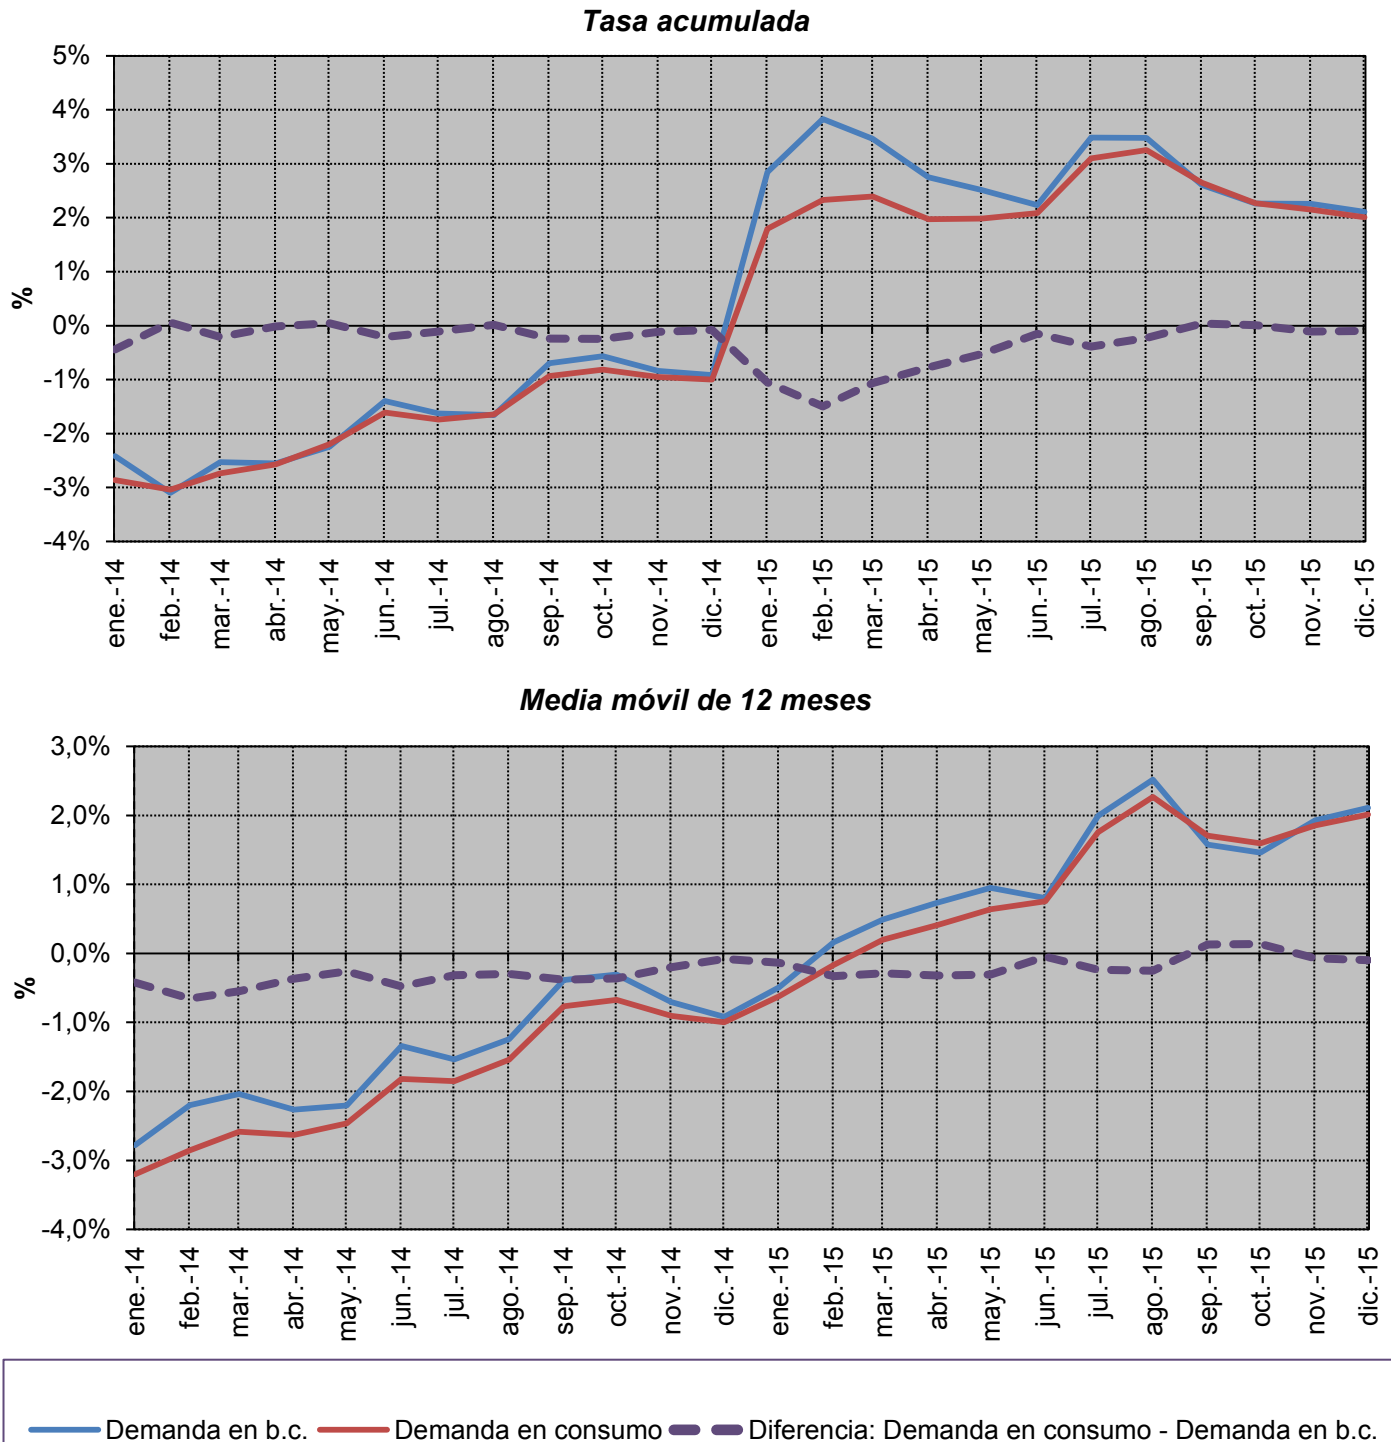 Tasa acumulada
5%
4%
3%
2%
1%
0%
-1%
-2%
-3%
-4%
%
ene.-14
feb.-14
mar.-14
abr.-14
may.-14
jun.-14
jul.-14
ago.-14
sep.-14
oct.-14
nov.-14
dic.-14
ene.-15
feb.-15
mar.-15
abr.-15
may.-15
jun.-15
jul.-15
ago.-15
sep.-15
oct.-15
nov.-15
dic.-15
Media móvil de 12 meses
3,0%
2,0%
1,0%
0,0%
-1,0%
-2,0%
-3,0%
-4,0%
%
ene.-14
feb.-14
mar.-14
abr.-14
may.-14
jun.-14
jul.-14
ago.-14
sep.-14
oct.-14
nov.-14
dic.-14
ene.-15
feb.-15
mar.-15
abr.-15
may.-15
jun.-15
jul.-15
ago.-15
sep.-15
oct.-15
nov.-15
dic.-15
Demanda en b.c. Demanda en consumo Diferencia: Demanda en consumo - Demanda en b.c.